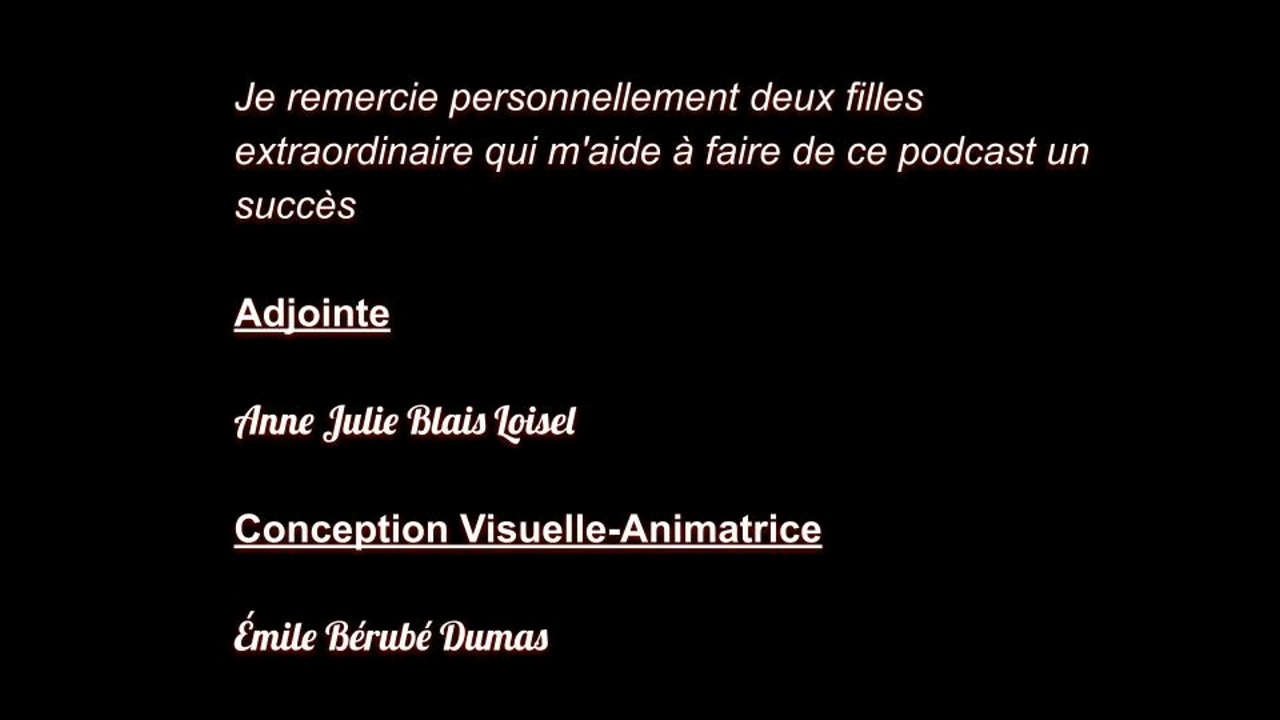 Je remercie personnellement deux filles
extraordinaire qui m'aide à faire de ce podcast un
succès
Adjointe
Anne Julie Blais Loisel
Conception Visuelle-Animatrice
Émile Bérubé Dumas